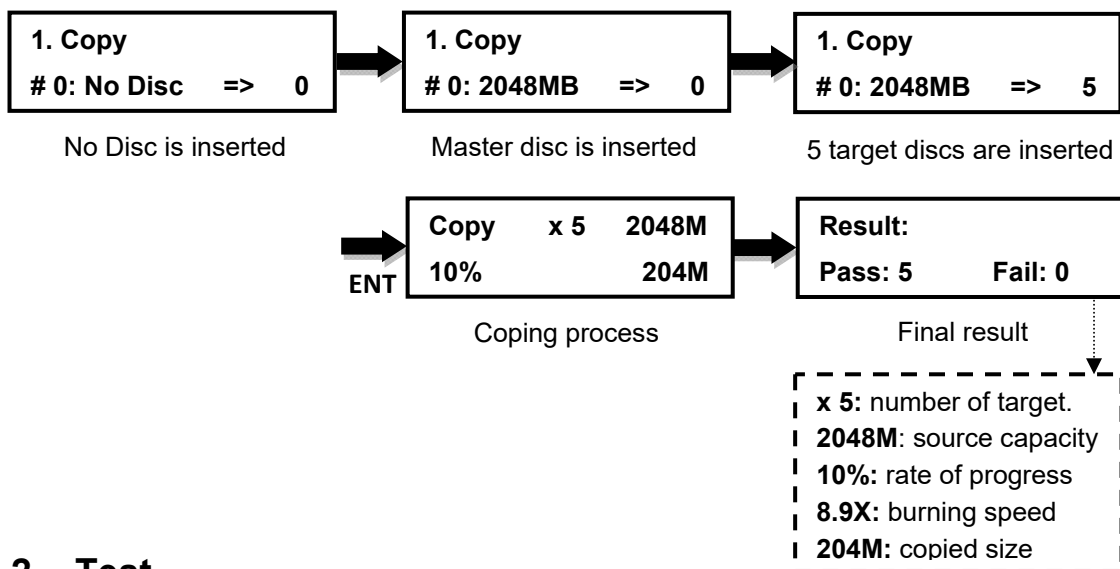 1. Copy
# 0: No Disc => 0
No Disc is inserted
1. Copy
# 0: 2048MB => 0
Master disc is inserted
1. Copy
# 0: 2048MB => 5
5 target discs are inserted
ENT
Copy x 5 2048M
10% 204M
Coping process
Result:
Pass: 5 Fail: 0
Final result
x 5: number of target.
2048M: source capacity
10%: rate of progress
8.9X: burning speed
204M: copied size
2. Test